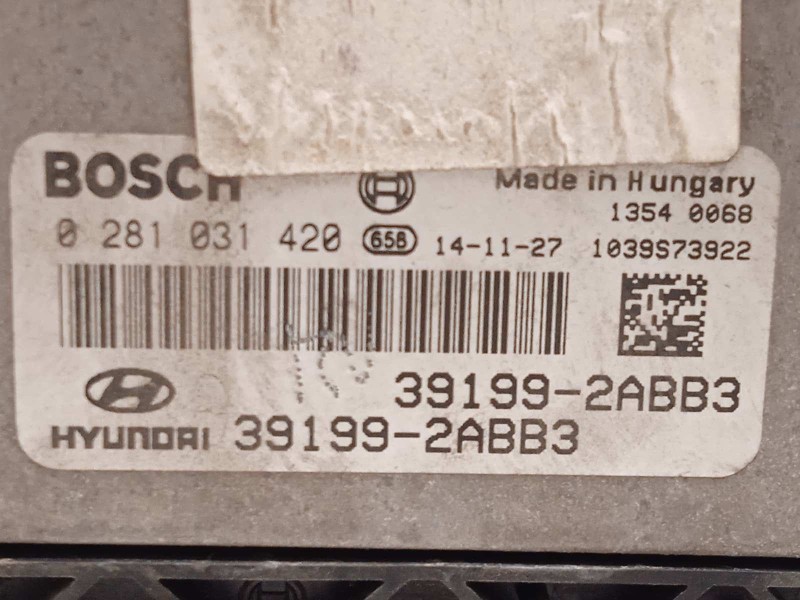 BOSCH
Made in Hungary
1354 0068
0 281 031 420 658 14-11-27 1039S73922
39199-2ABB3
HYUNDAI 39199-2ABB3